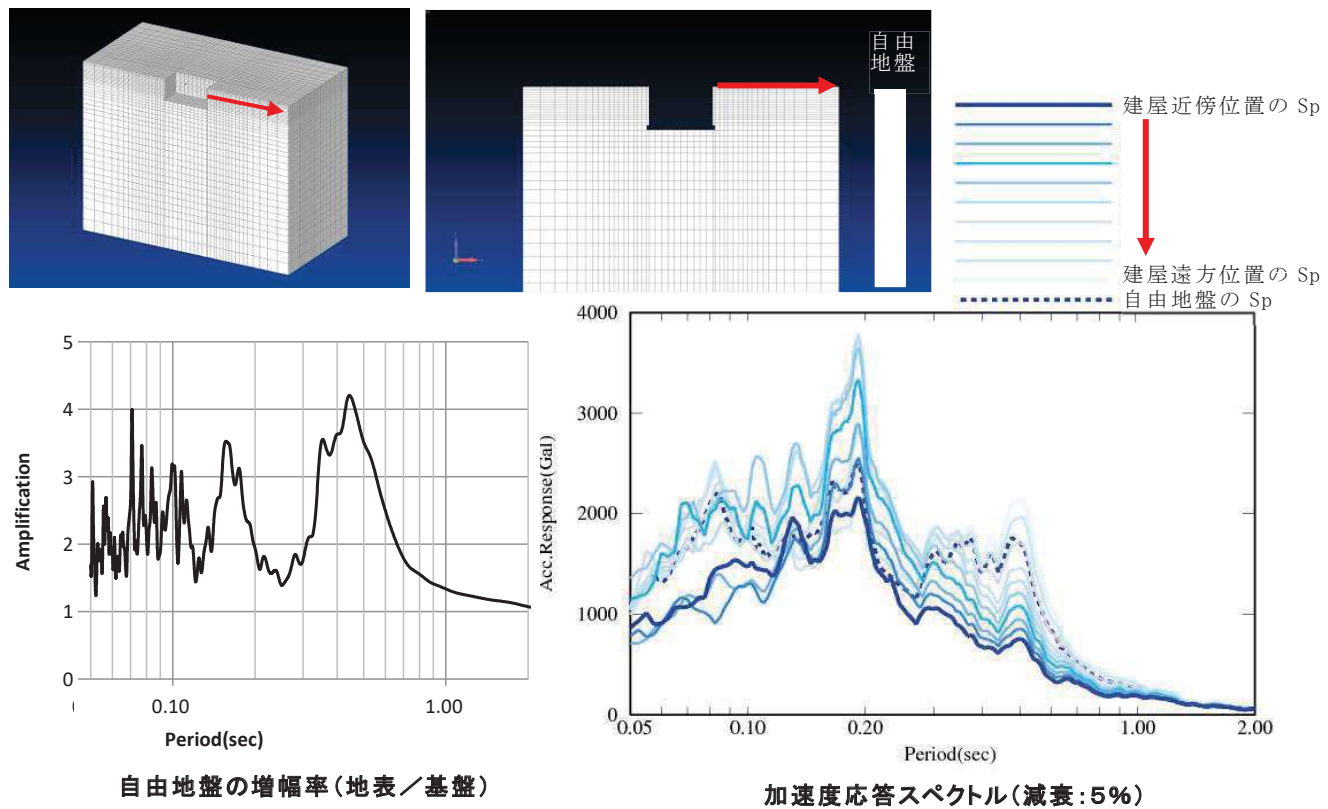 自由
地盤
建屋近傍位置の Sp
建屋遠方位置の Sp
自由地盤の Sp
5
4
3
2
1
0
0.10
1.00
Amplification
Period(sec)
自由地盤の増幅率(地表/基盤)
4000
3000
2000
1000
0
0.05
0.10
0.20
1.00
2.00
Acc.Response(Gal)
Period(sec)
加速度応答スペクトル(減衰:5%)